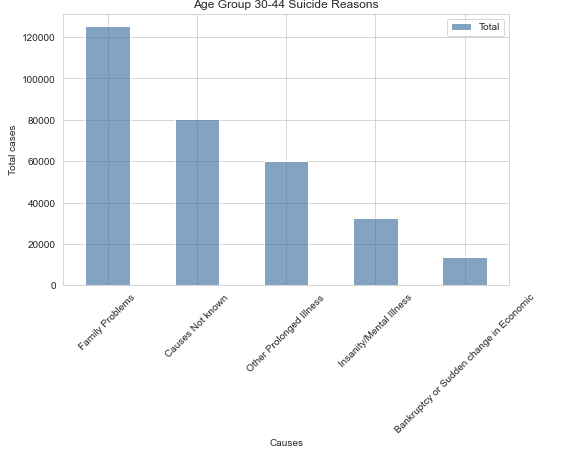 Age Group 30-44 Suicide Reasons
Total
Total cases
120000
100000
80000
60000
40000
20000
0
Family Problems
Causes Not known
Other Prolonged Illness
Insanity/Mental Illness
Bankruptcy or Sudden change in Economic
Causes